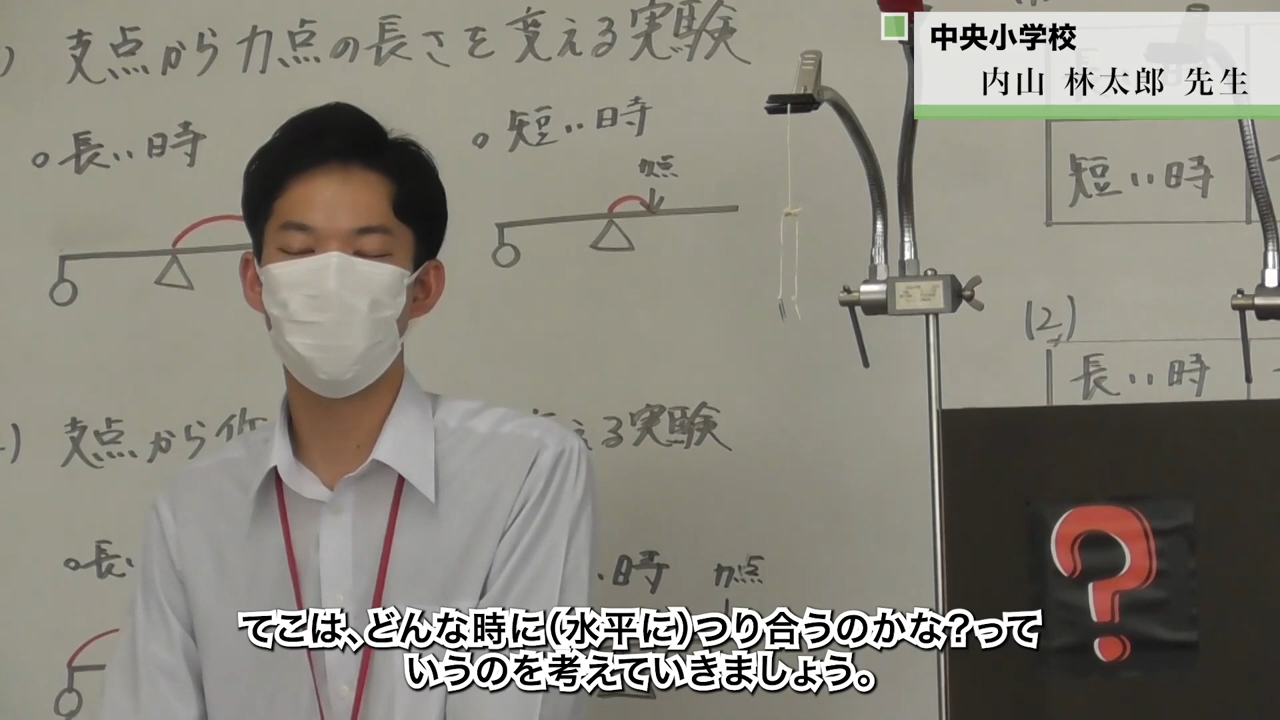 中央小学校
内山 林太郎 先生
) 支点から力点の長さを変える実験
○長い時
○短い時
力点
短い時
(2)
長い時
) 支点から作
える実験
○長い
時
力点
?
てこは、どんな時に(水平に)つり合うのかな?って
いうのを考えていきましょう。